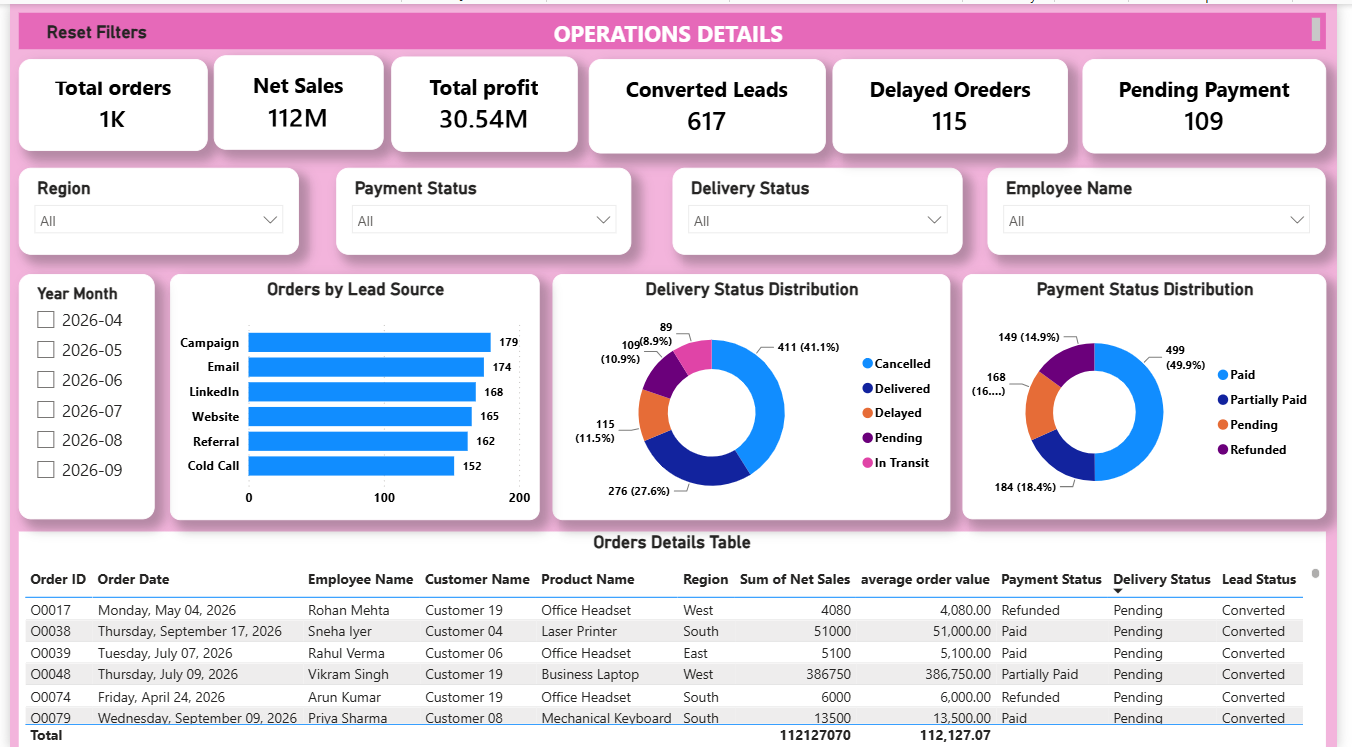 Reset Filters
OPERATIONS DETAILS
Total orders
1K
Net Sales
112M
Total profit
30.54M
Converted Leads
617
Delayed Oreders
115
Pending Payment
109
Region
All
Payment Status
All
Delivery Status
All
Employee Name
All
Year Month
2026-04
2026-05
2026-06
2026-07
2026-08
2026-09
Orders by Lead Source
Campaign 179
Email 174
LinkedIn 168
Website 165
Referral 162
Cold Call 152
0 100 200
Delivery Status Distribution
89
(8.9%)
109
(10.9%)
115
(11.5%)
276 (27.6%)
411 (41.1%)
Cancelled
Delivered
Delayed
Pending
In Transit
Payment Status Distribution
149 (14.9%)
168
(16....)
184 (18.4%)
499
(49.9%)
Paid
Partially Paid
Pending
Refunded
Orders Details Table
Order ID Order Date Employee Name Customer Name Product Name Region Sum of Net Sales average order value Payment Status Delivery Status Lead Status
O0017 Monday, May 04, 2026 Rohan Mehta Customer 19 Office Headset West 4080 4,080.00 Refunded Pending Converted
O0038 Thursday, September 17, 2026 Sneha Iyer Customer 04 Laser Printer South 51000 51,000.00 Paid Pending Converted
O0039 Tuesday, July 07, 2026 Rahul Verma Customer 06 Office Headset East 5100 5,100.00 Paid Pending Converted
O0048 Thursday, July 09, 2026 Vikram Singh Customer 19 Business Laptop West 386750 386,750.00 Partially Paid Pending Converted
O0074 Friday, April 24, 2026 Arun Kumar Customer 19 Office Headset South 6000 6,000.00 Refunded Pending Converted
O0079 Wednesday, September 09, 2026 Priya Sharma Customer 08 Mechanical Keyboard South 13500 13,500.00 Paid Pending Converted
Total 112127070 112,127.07